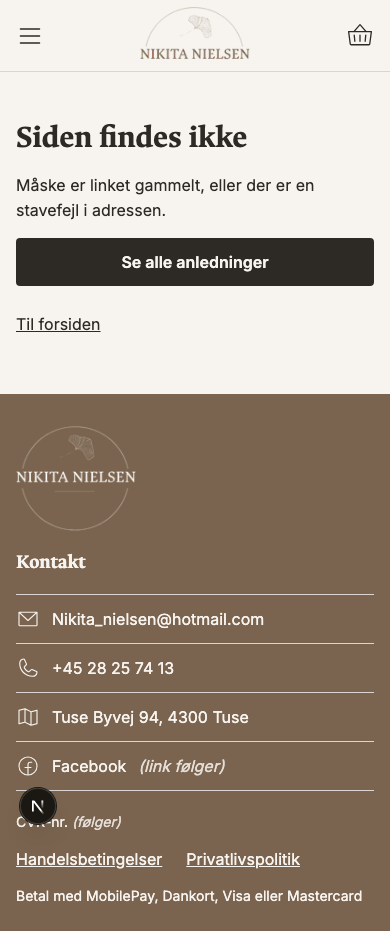 NIKITA NIELSEN
Siden findes ikke
Måske er linket gammelt, eller der er en
stavefejl i adressen.
Se alle anledninger
Til forsiden
NIKITA NIELSEN
Kontakt
Nikita_nielsen@hotmail.com
+45 28 25 74 13
Tuse Byvej 94, 4300 Tuse
Facebook (link følger)
N
CVR-nr. (følger)
Handelsbetingelser Privatlivspolitik
Betal med MobilePay, Dankort, Visa eller Mastercard